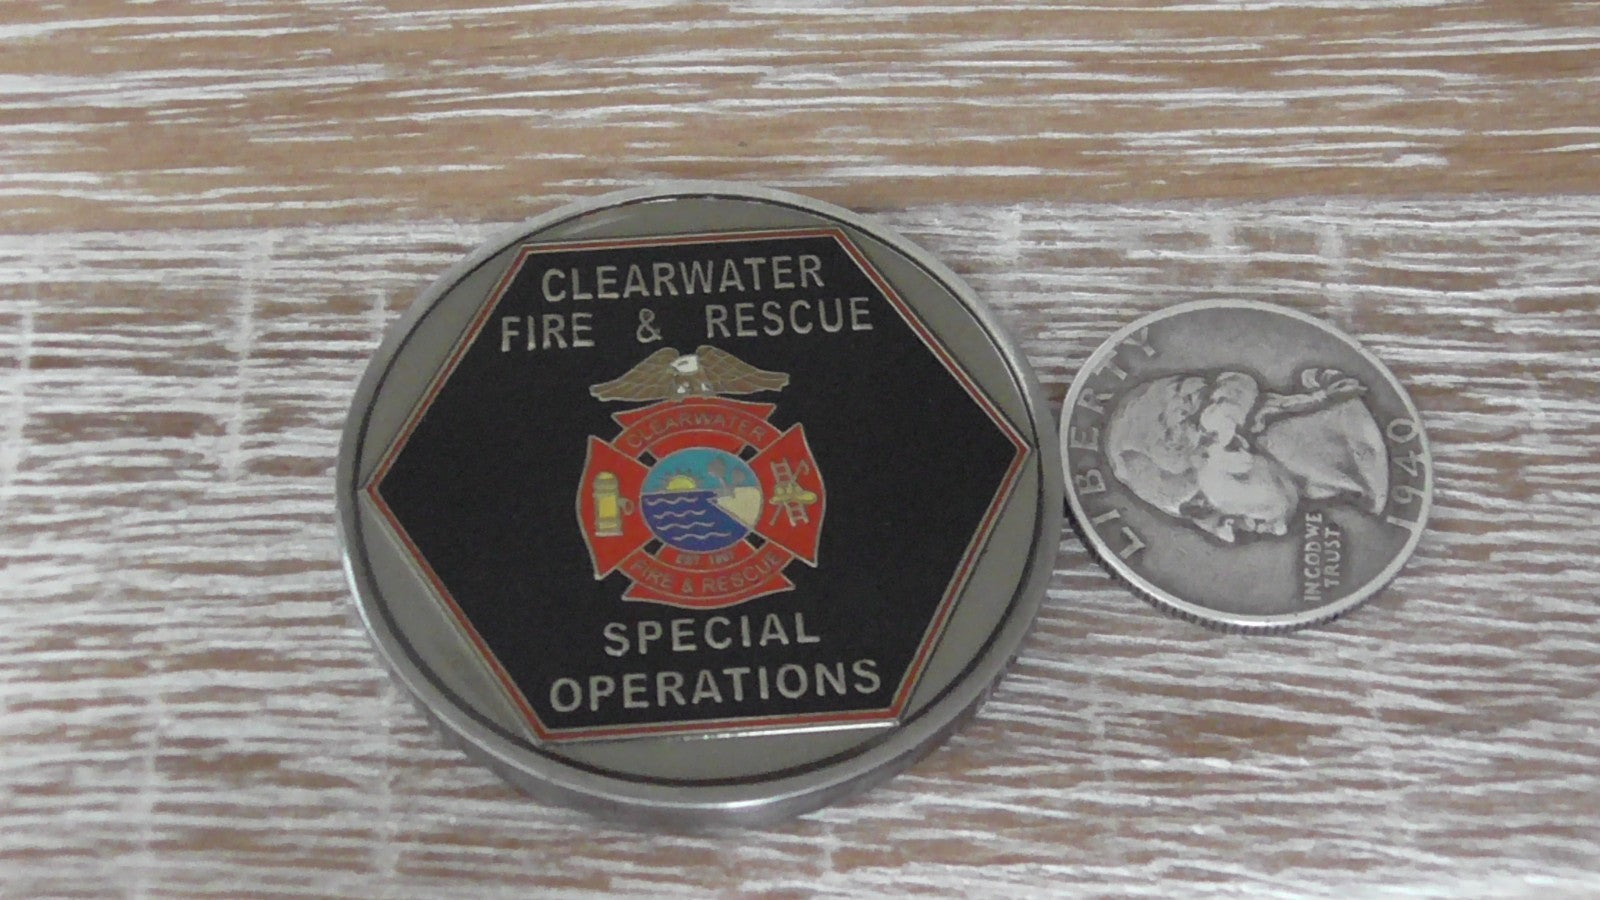 CLEARWATER
FIRE & RESCUE
CLEARWATER
FIRE & RESCUE
SPECIAL
OPERATIONS
LIBERTY
IN GOD WE
TRUST
1940